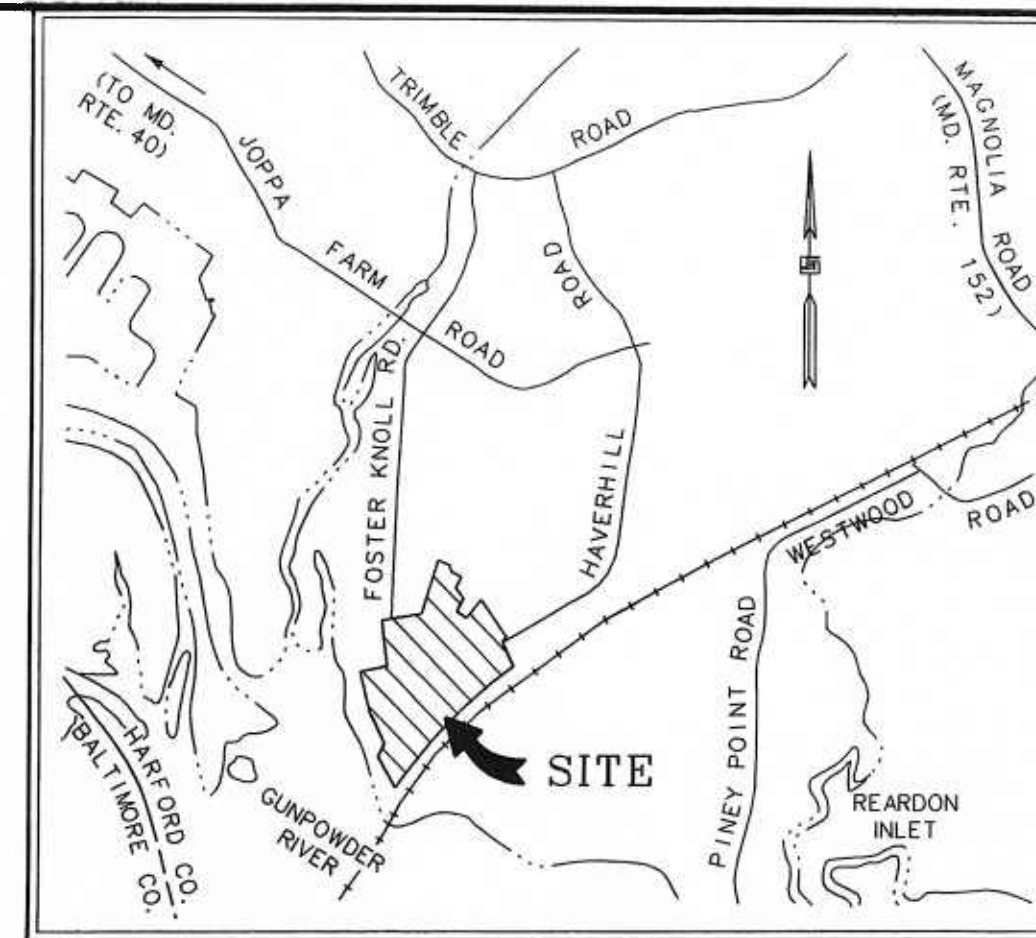 (TO MD.
RTE. 40)
JOPPA
FARM
ROAD
TRIMBLE
ROAD
MAGNOLIA
ROAD
(MD. RTE.
152)
ROAD
HAVERHILL
FOSTER KNOLL RD.
WESTWOOD
ROAD
PINEY POINT ROAD
SITE
REARDON
INLET
GUNPOWDER
RIVER
HARFORD CO.
BALTIMORE CO.